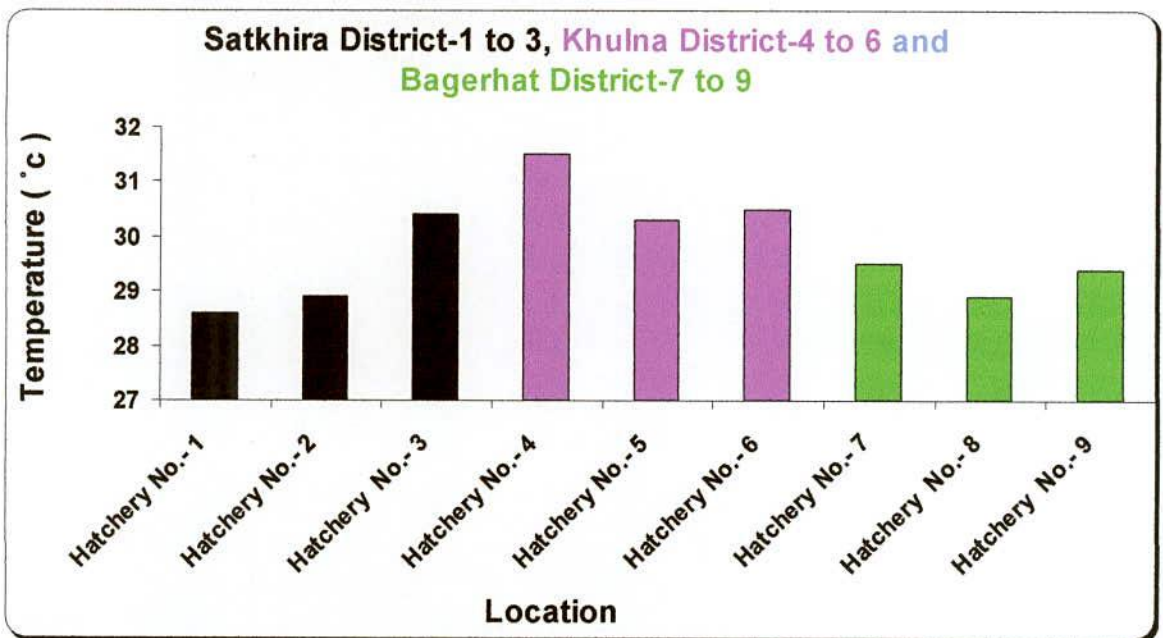 Satkhira District-1 to 3, Khulna District-4 to 6 and
Bagerhat District-7 to 9
Temperature ( ˚c )
32
31
30
29
28
27
Hatchery No.- 1
Hatchery No.- 2
Hatchery No.- 3
Hatchery No.- 4
Hatchery No.- 5
Hatchery No.- 6
Hatchery No.- 7
Hatchery No.- 8
Hatchery No.- 9
Location